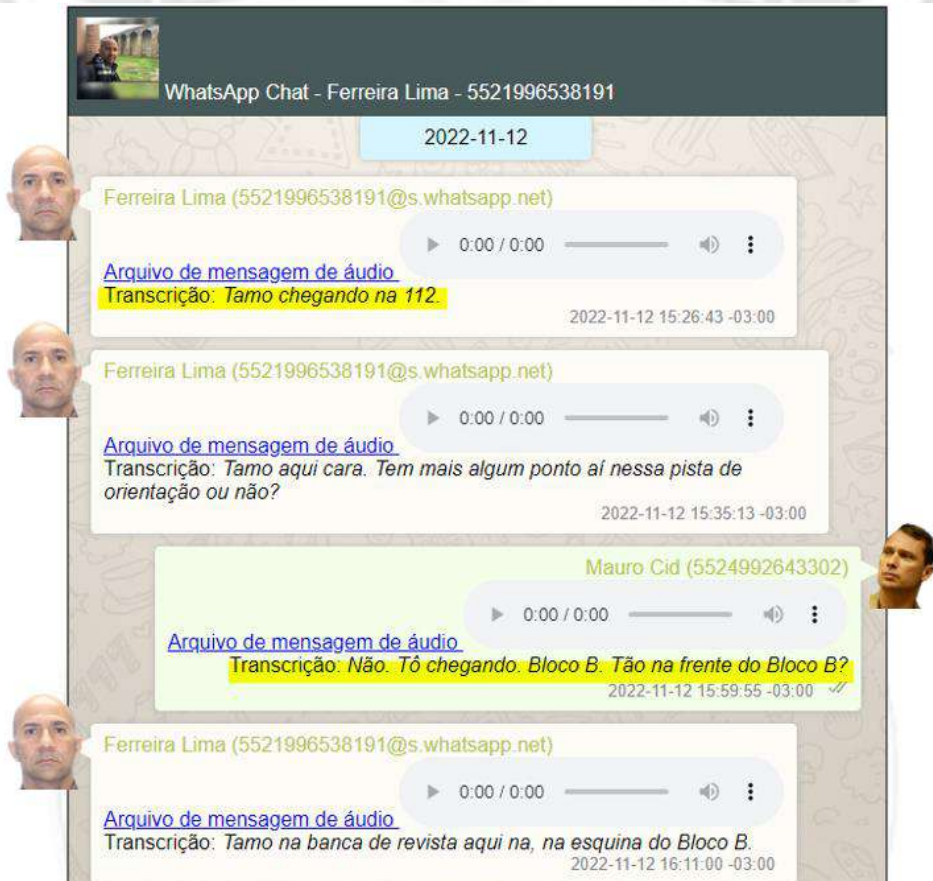 WhatsApp Chat - Ferreira Lima - 5521996538191
2022-11-12
Ferreira Lima (5521996538191@s.whatsapp.net)
0:00 / 0:00
Arquivo de mensagem de áudio
Transcrição: Tamo chegando na 112.
2022-11-12 15:26:43 -03:00
Ferreira Lima (5521996538191@s.whatsapp.net)
0:00 / 0:00
Arquivo de mensagem de áudio
Transcrição: Tamo aqui cara. Tem mais algum ponto aí nessa pista de
orientação ou não?
2022-11-12 15:35:13 -03:00
Mauro Cid (5524992643302)
0:00 / 0:00
Arquivo de mensagem de áudio
Transcrição: Não. Tô chegando. Bloco B. Tão na frente do Bloco B?
2022-11-12 15:59:55 -03:00
Ferreira Lima (5521996538191@s.whatsapp.net)
0:00 / 0:00
Arquivo de mensagem de áudio
Transcrição: Tamo na banca de revista aqui na, na esquina do Bloco B.
2022-11-12 16:11:00 -03:00